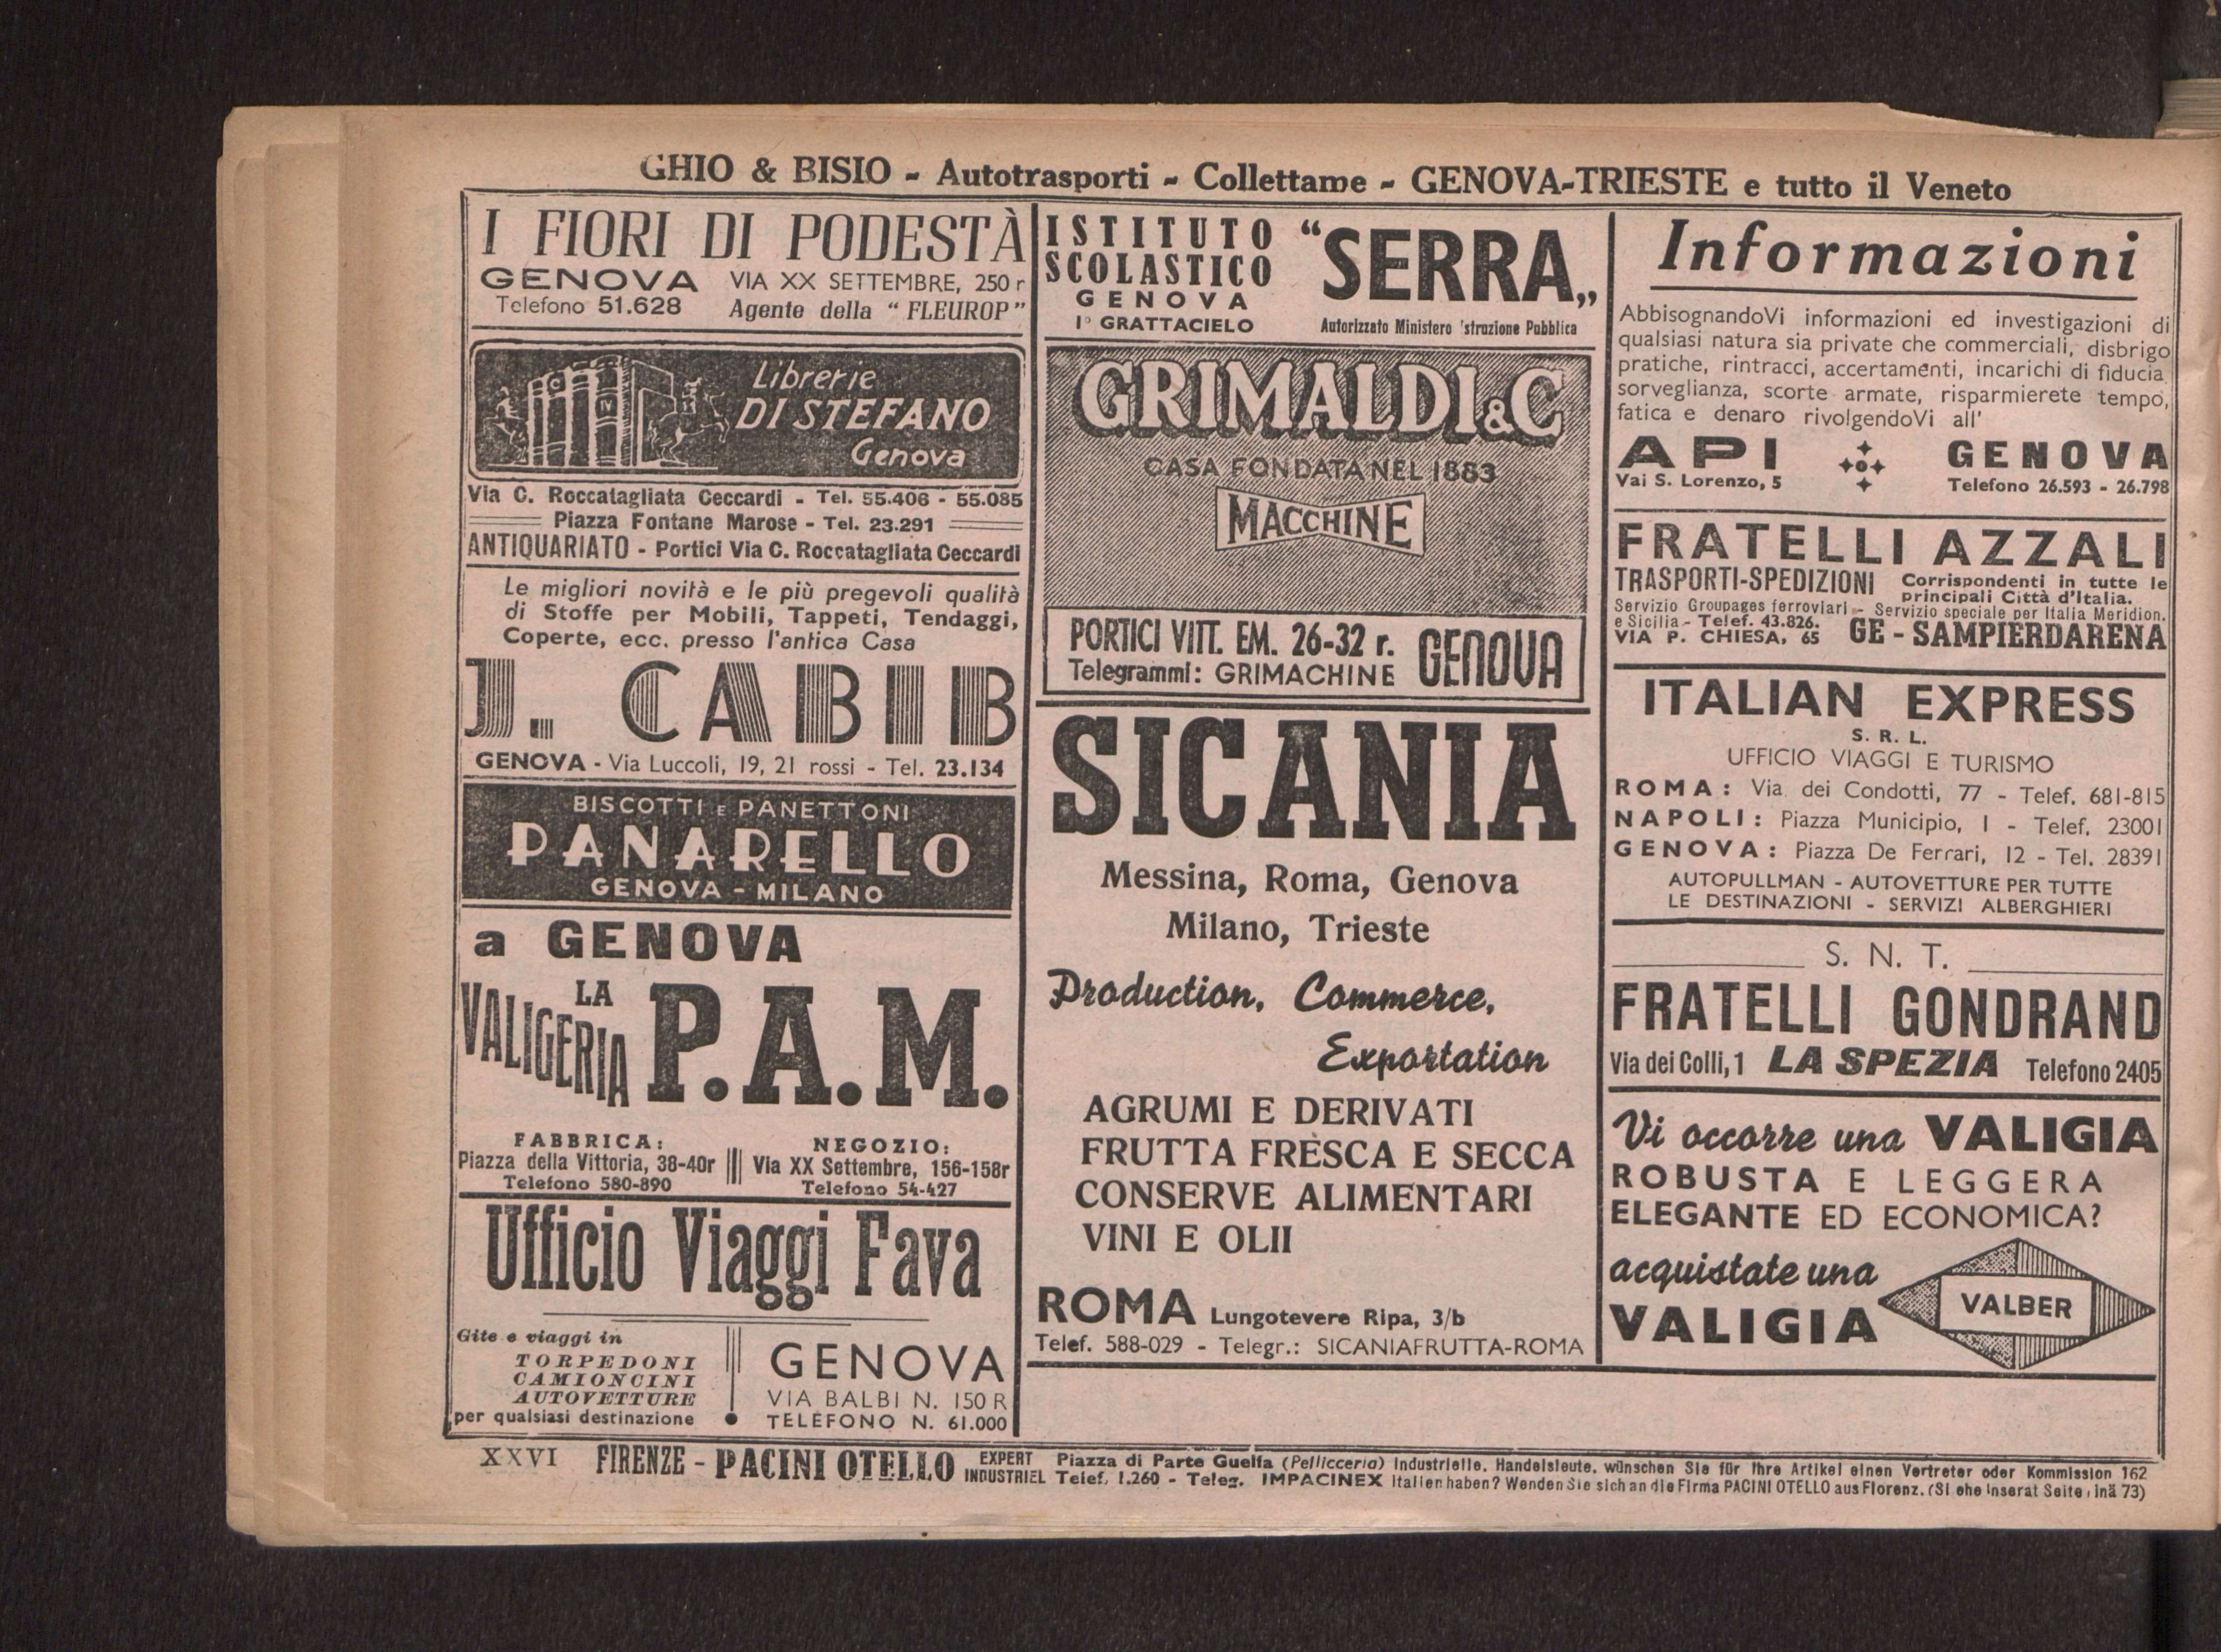 GHIO & BISIO - Autotrasporti - Collettame - GENOVA-TRIESTE e tutto il Veneto
I FIORI DI PODESTÀ
GENOVA VIA XX SETTEMBRE, 250 r
Telefono 51.628 Agente della "FLEUROP"
Librerie
DI STEFANO
Genova
Via C. Roccatagliata Ceccardi - Tel. 55.406 - 55.085
Piazza Fontane Marose - Tel. 23.291
ANTIQUARIATO - Portici Via C. Roccatagliata Ceccardi
Le migliori novità e le più pregevoli qualità
di Stoffe per Mobili, Tappeti, Tendaggi,
Coperte, ecc. presso l'antica Casa
J. CABIB
GENOVA - Via Luccoli, 19, 21 rossi - Tel. 23.134
BISCOTTI E PANETTONI
PANARELLO
GENOVA - MILANO
a GENOVA
LA
VALIGERIA P.A.M.
FABBRICA:
Piazza della Vittoria, 38-40r
Telefono 580-890
NEGOZIO:
Via XX Settembre, 156-158r
Telefono 54-427
Ufficio Viaggi Fava
Gite e viaggi in
TORPEDONI
CAMIONCINI
AUTOVETTURE
per qualsiasi destinazione
GENOVA
VIA BALBI N. 150 R
TELEFONO N. 61.000
ISTITUTO
SCOLASTICO
GENOVA
1° GRATTACIELO
"SERRA„
Autorizzato Ministero 'struzione Pubblica
GRIMALDI & C
CASA FONDATA NEL 1883
MACCHINE
PORTICI VITT. EM. 26-32 r.
Telegrammi: GRIMACHINE
GENOVA
SICANIA
Messina, Roma, Genova
Milano, Trieste
Production, Commerce,
Exportation
AGRUMI E DERIVATI
FRUTTA FRESCA E SECCA
CONSERVE ALIMENTARI
VINI E OLII
ROMA Lungotevere Ripa, 3/b
Telef. 588-029 - Telegr.: SICANIAFRUTTA-ROMA
Informazioni
AbbisognandoVi informazioni ed investigazioni di
qualsiasi natura sia private che commerciali, disbrigo
pratiche, rintracci, accertamenti, incarichi di fiducia
sorveglianza, scorte armate, risparmierete tempo,
fatica e denaro rivolgendoVi all'
API GENOVA
Vai S. Lorenzo, 5 Telefono 26.593 - 26.798
FRATELLI AZZALI
TRASPORTI-SPEDIZIONI Corrispondenti in tutte le
principali Città d'Italia.
Servizio Groupages ferroviari - Servizio speciale per Italia Meridion.
e Sicilia - Telef. 43.826.
VIA P. CHIESA, 65 GE - SAMPIERDARENA
ITALIAN EXPRESS
S. R. L.
UFFICIO VIAGGI E TURISMO
ROMA: Via dei Condotti, 77 - Telef. 681-815
NAPOLI: Piazza Municipio, 1 - Telef. 23001
GENOVA: Piazza De Ferrari, 12 - Tel. 28391
AUTOPULLMAN - AUTOVETTURE PER TUTTE
LE DESTINAZIONI - SERVIZI ALBERGHIERI
S. N. T.
FRATELLI GONDRAND
Via dei Colli, 1 LA SPEZIA Telefono 2405
Vi occorre una VALIGIA
ROBUSTA E LEGGERA
ELEGANTE ED ECONOMICA?
acquistate una
VALIGIA
VALBER
XXVI FIRENZE - PACINI OTELLO EXPERT
INDUSTRIEL
Piazza di Parte Guelfa (Pellicceria) Industrielle, Handelsleute, wünschen Sie für Ihre Artikel einen Vertreter oder Kommission 162
Telef. 1.260 - Teleg. IMPACINEX Italien haben? Wenden Sie sich an die Firma PACINI OTELLO aus Florenz. (Si ehe Inserat Seite, inä 73)